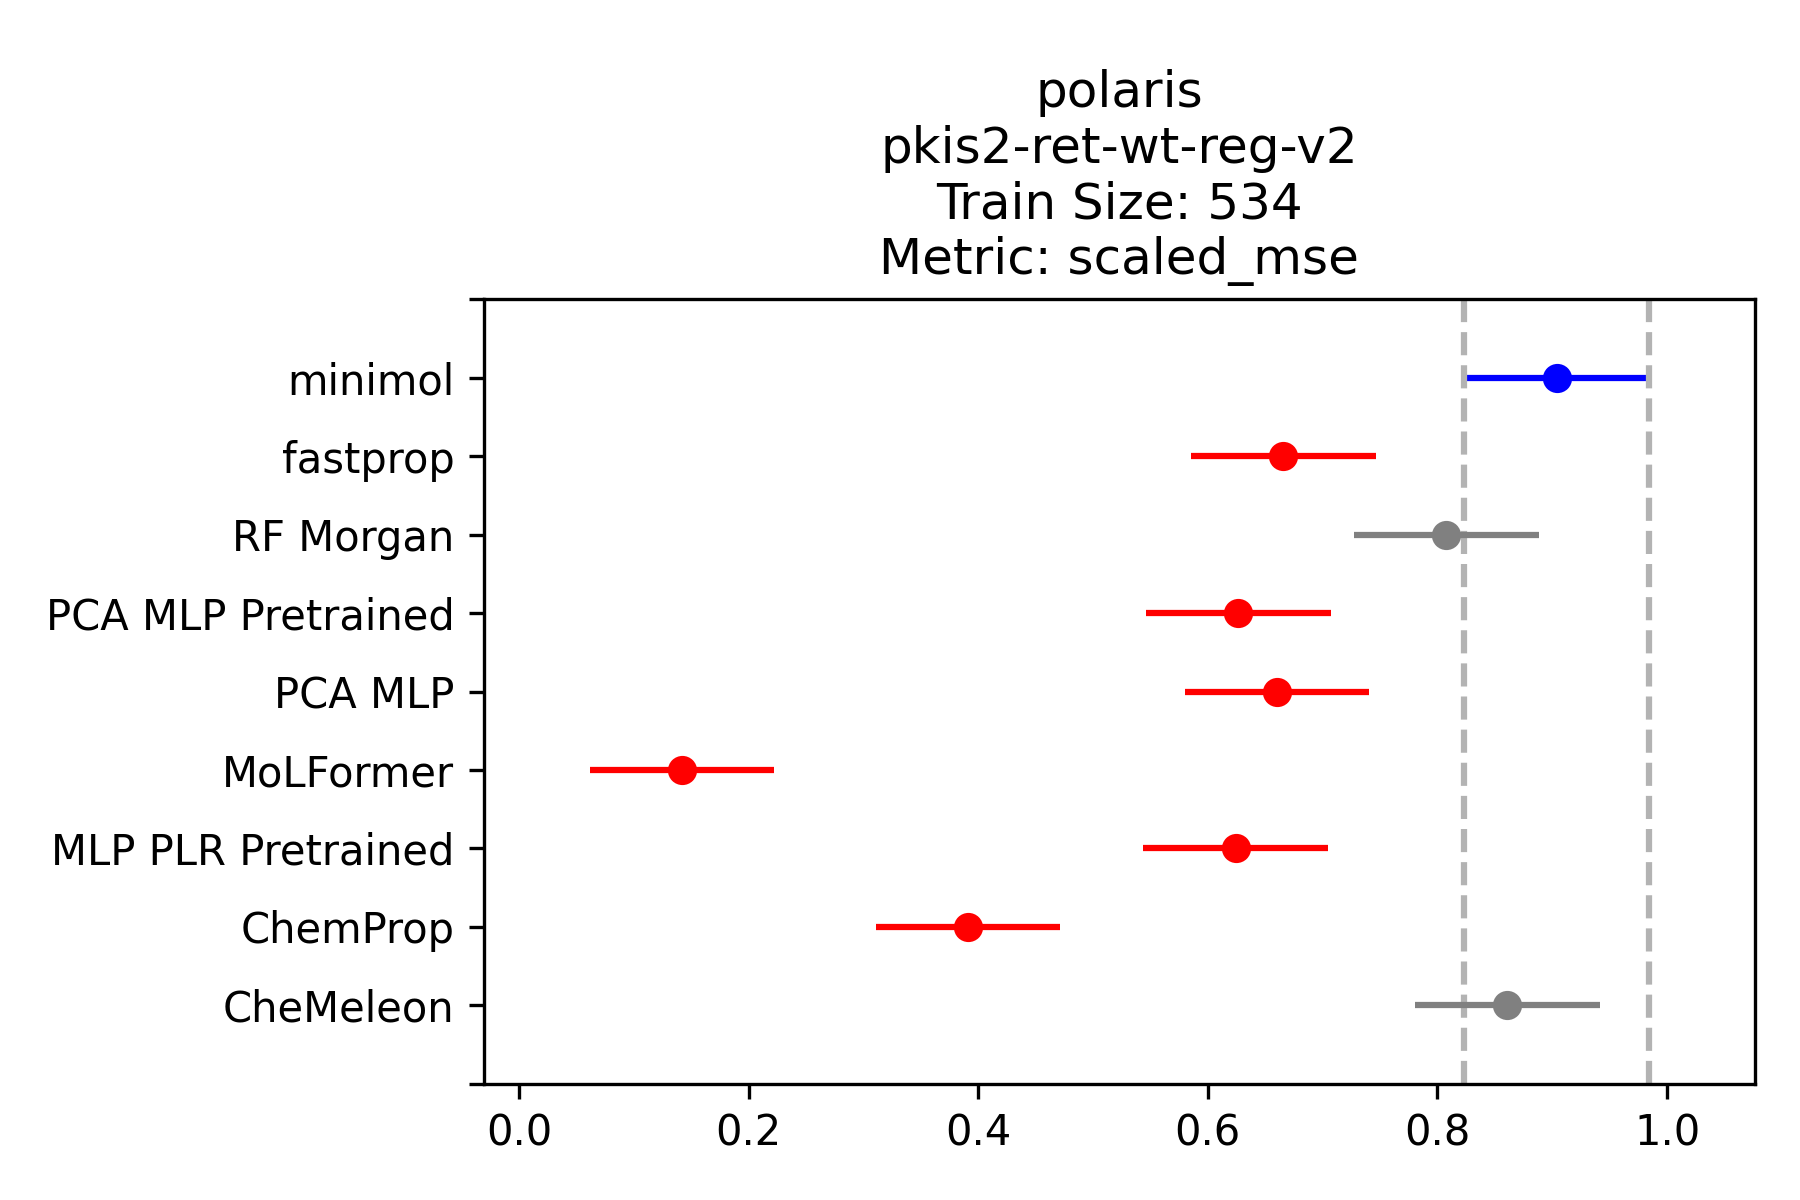 polaris
pkis2-ret-wt-reg-v2
Train Size: 534
Metric: scaled_mse
minimol
fastprop
RF Morgan
PCA MLP Pretrained
PCA MLP
MoLFormer
MLP PLR Pretrained
ChemProp
CheMeleon
0.0 0.2 0.4 0.6 0.8 1.0